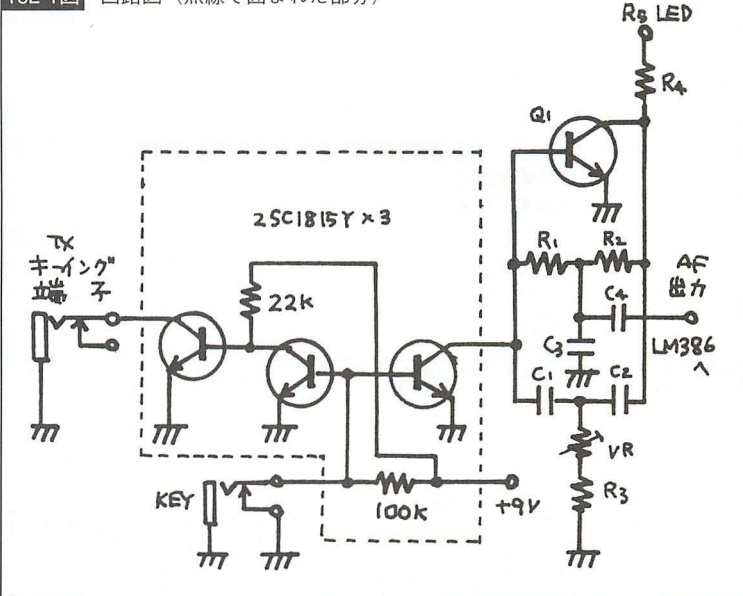 回路図(点線で囲まれた部分)
R5 LED
R4
Q1
2SC1815Y×3
TX
キーイング
端子
22K
R1
R2
AF
出力
C4
C3
LM386
へ
C1
C2
VR
R3
KEY
100K
+9V